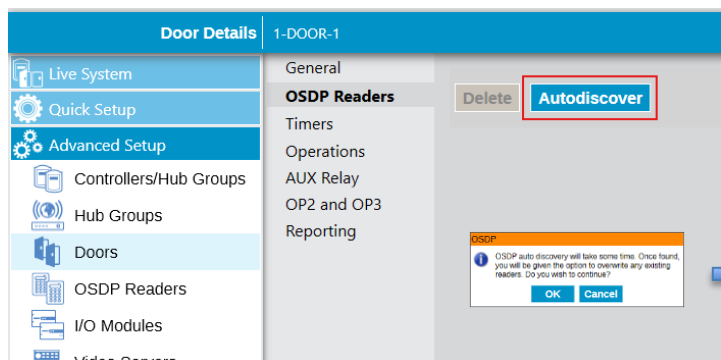 Door Details
1-DOOR-1
Live System
Quick Setup
Advanced Setup
Controllers/Hub Groups
Hub Groups
Doors
OSDP Readers
I/O Modules
Video Servers
General
OSDP Readers
Timers
Operations
AUX Relay
OP2 and OP3
Reporting
Delete
Autodiscover
OSDP
OSDP auto discovery will take some time. Once found,
you will be given the option to overwrite any existing
readers. Do you wish to continue?
OK
Cancel